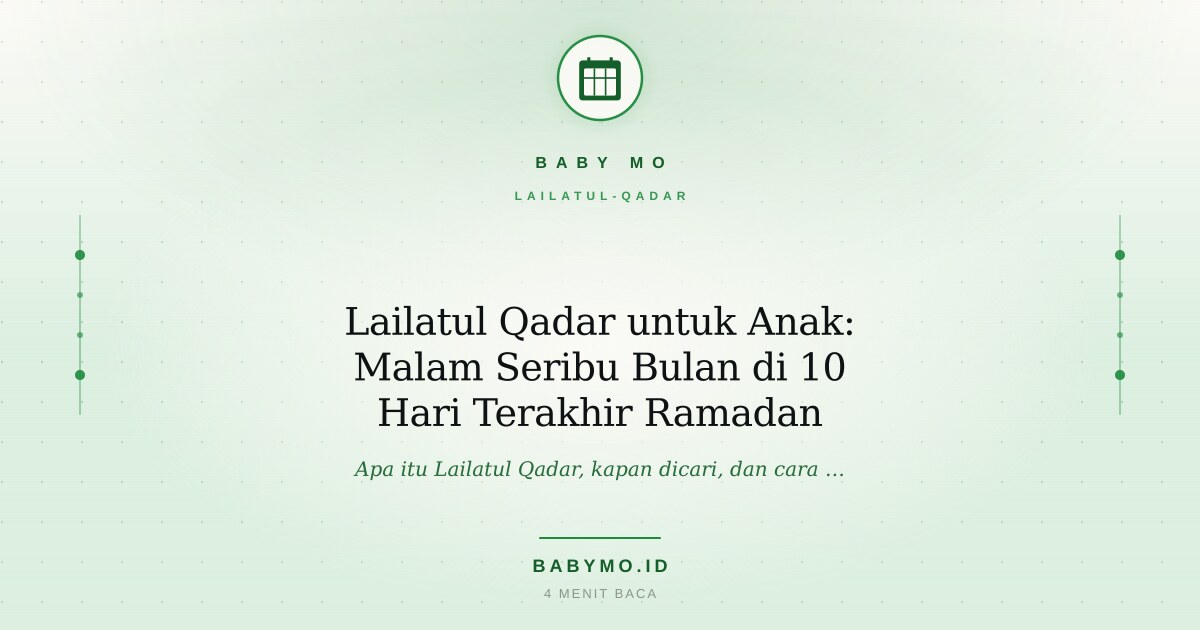 BABY MO
LAILATUL-QADAR
Lailatul Qadar untuk Anak:
Malam Seribu Bulan di 10
Hari Terakhir Ramadan
Apa itu Lailatul Qadar, kapan dicari, dan cara …
BABYMO.ID
4 MENIT BACA